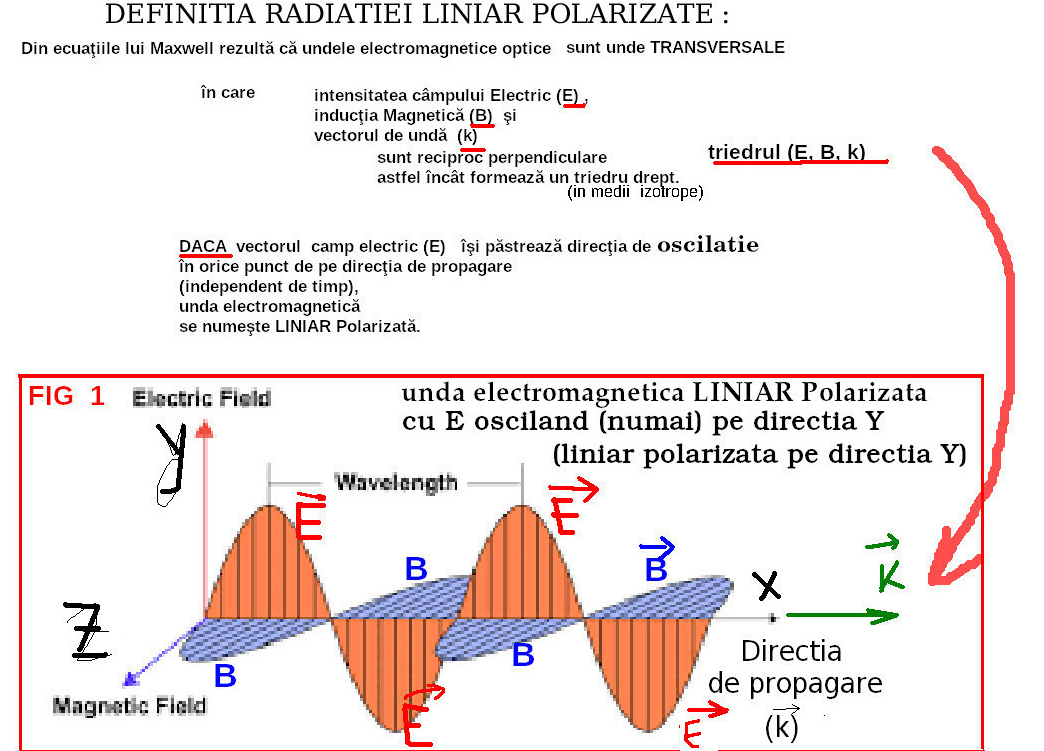 DEFINITIA RADIATIEI LINIAR POLARIZATE :
Din ecuaţiile lui Maxwell rezultă că undele electromagnetice optice sunt unde TRANSVERSALE
în care
intensitatea câmpului Electric (E) ,
inducţia Magnetică (B) şi
vectorul de undă (k)
sunt reciproc perpendiculare
triedrul (E, B, k)
astfel încât formează un triedru drept.
(in medii izotrope)
DACA vectorul camp electric (E) îşi păstrează direcţia de oscilatie
în orice punct de pe direcţia de propagare
(independent de timp),
unda electromagnetică
se numeşte LINIAR Polarizată.
FIG 1
Electric Field
unda electromagnetica LINIAR Polarizata
cu E osciland (numai) pe directia Y
(liniar polarizata pe directia Y)
y
Wavelength
E
E
B
B
K
X
Z
B
B
Magnetic Field
E
E
Directia
de propagare
(k)